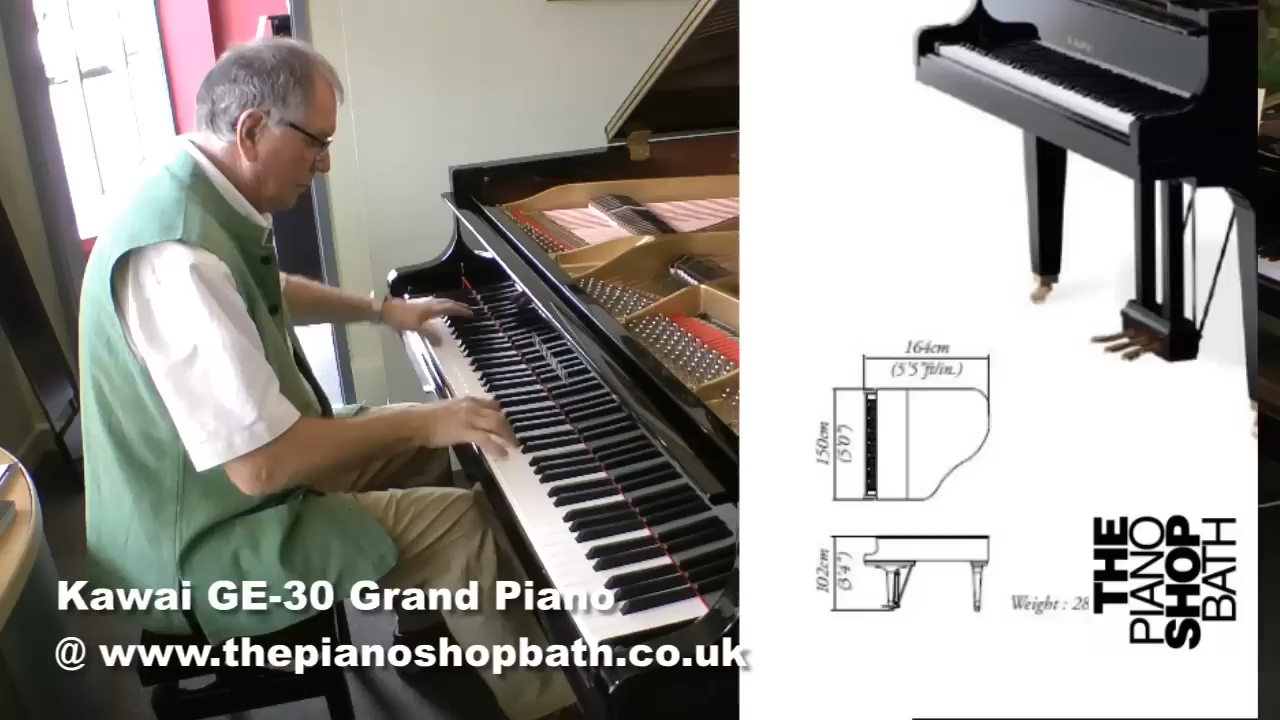 Kawai GE-30 Grand Piano
@ www.thepianoshopbath.co.uk
164cm
(5'5"ft/in.)
150cm
(5'0")
102cm
(3'4")
Weight : 28
THE
PIANO
SHOP
BATH